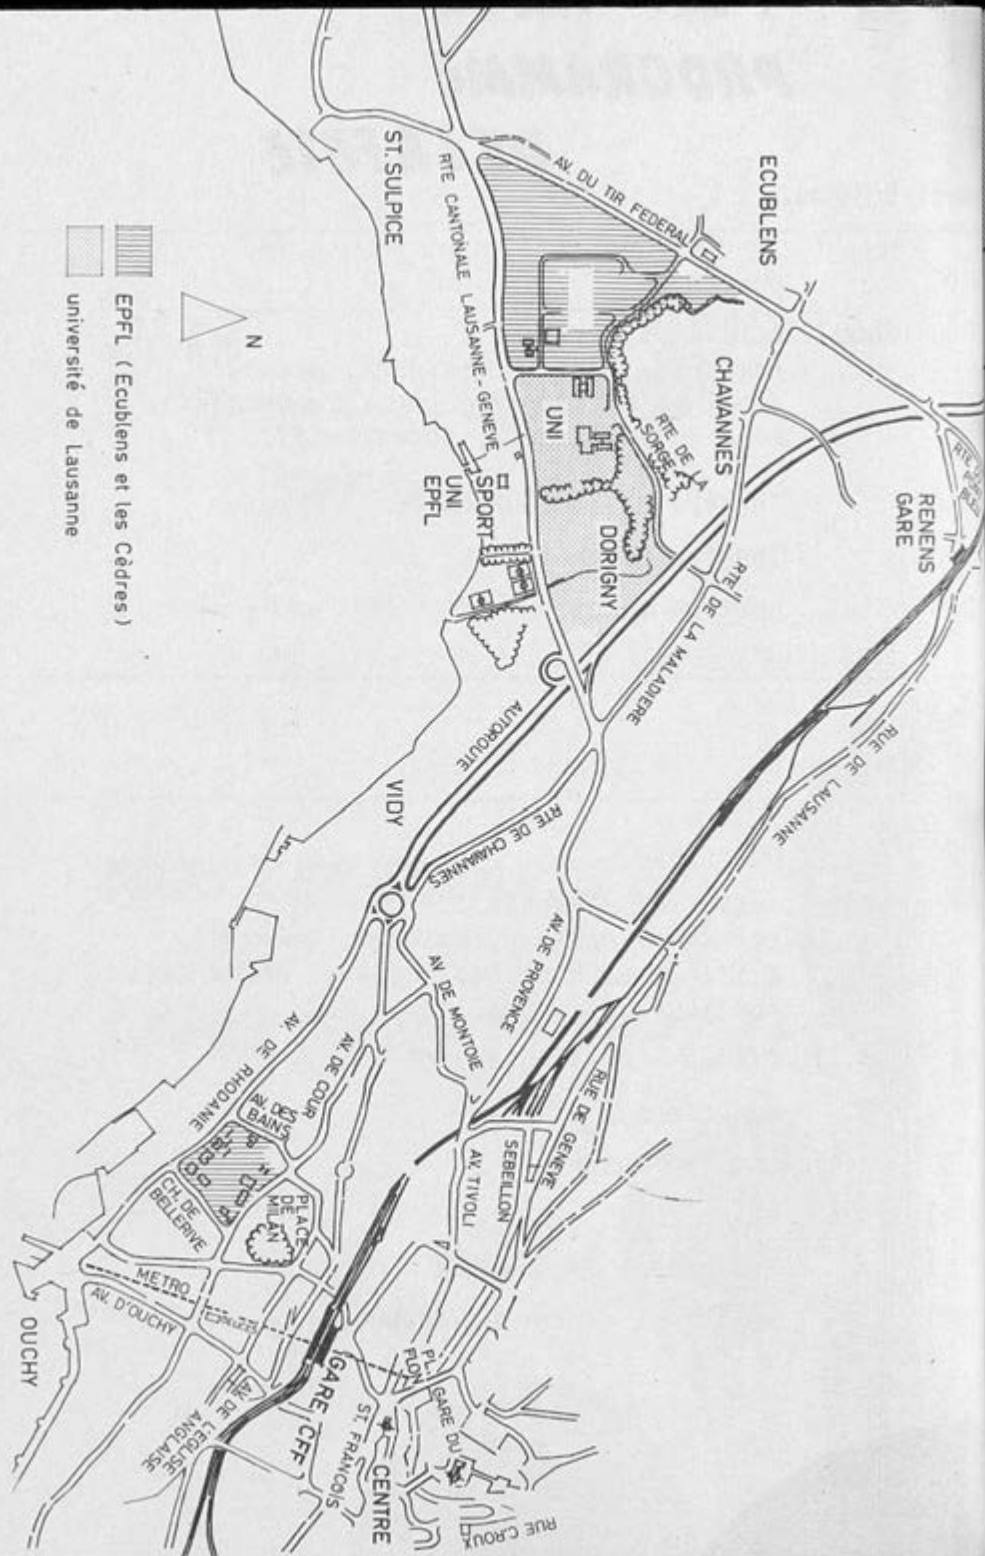 ECUBLENS
AV. DU TIR FEDERAL
ST. SULPICE
RTE CANTONALE LAUSANNE - GENEVE
CHAVANNES
RTE DE LA
SORGE
UNI
DORIGNY
SPORT
UNI
EPFL
RENENS
GARE
RTE DE LA MALADIERE
RUE DE LAUSANNE
AUTOROUTE
VIDY
RTE DE CHAVANNES
AV. DE PROVENCE
AV DE MONTOIE
AV. DE COUR
AV. DE RHODANIE
AV. DES
BAINS
RUE DE GENEVE
SEBEILLON
AV. TIVOLI
PLACE
DE
MILAN
CH. DE
BELLERIVE
METRO
AV. D'OUCHY
OUCHY
PL.
FLON
GARE DU
GARE CFF
ST. FRANCOIS
CENTRE
AV. DE L'EGLISE
ANGLAISE
RUE C.ROUX
N
EPFL ( Ecublens et les Cèdres )
université de Lausanne